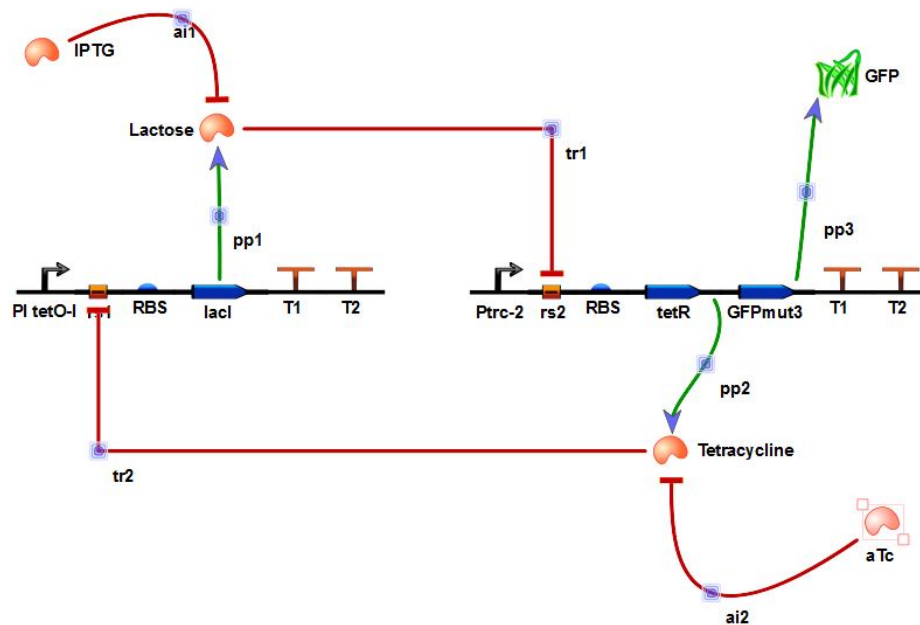 ai1
IPTG
GFP
Lactose
tr1
pp1
pp3
Pl tetO-I
RBS
lacI
T1
T2
Ptrc-2
rs2
RBS
tetR
GFPmut3
T1
T2
pp2
tr2
Tetracycline
aTc
ai2